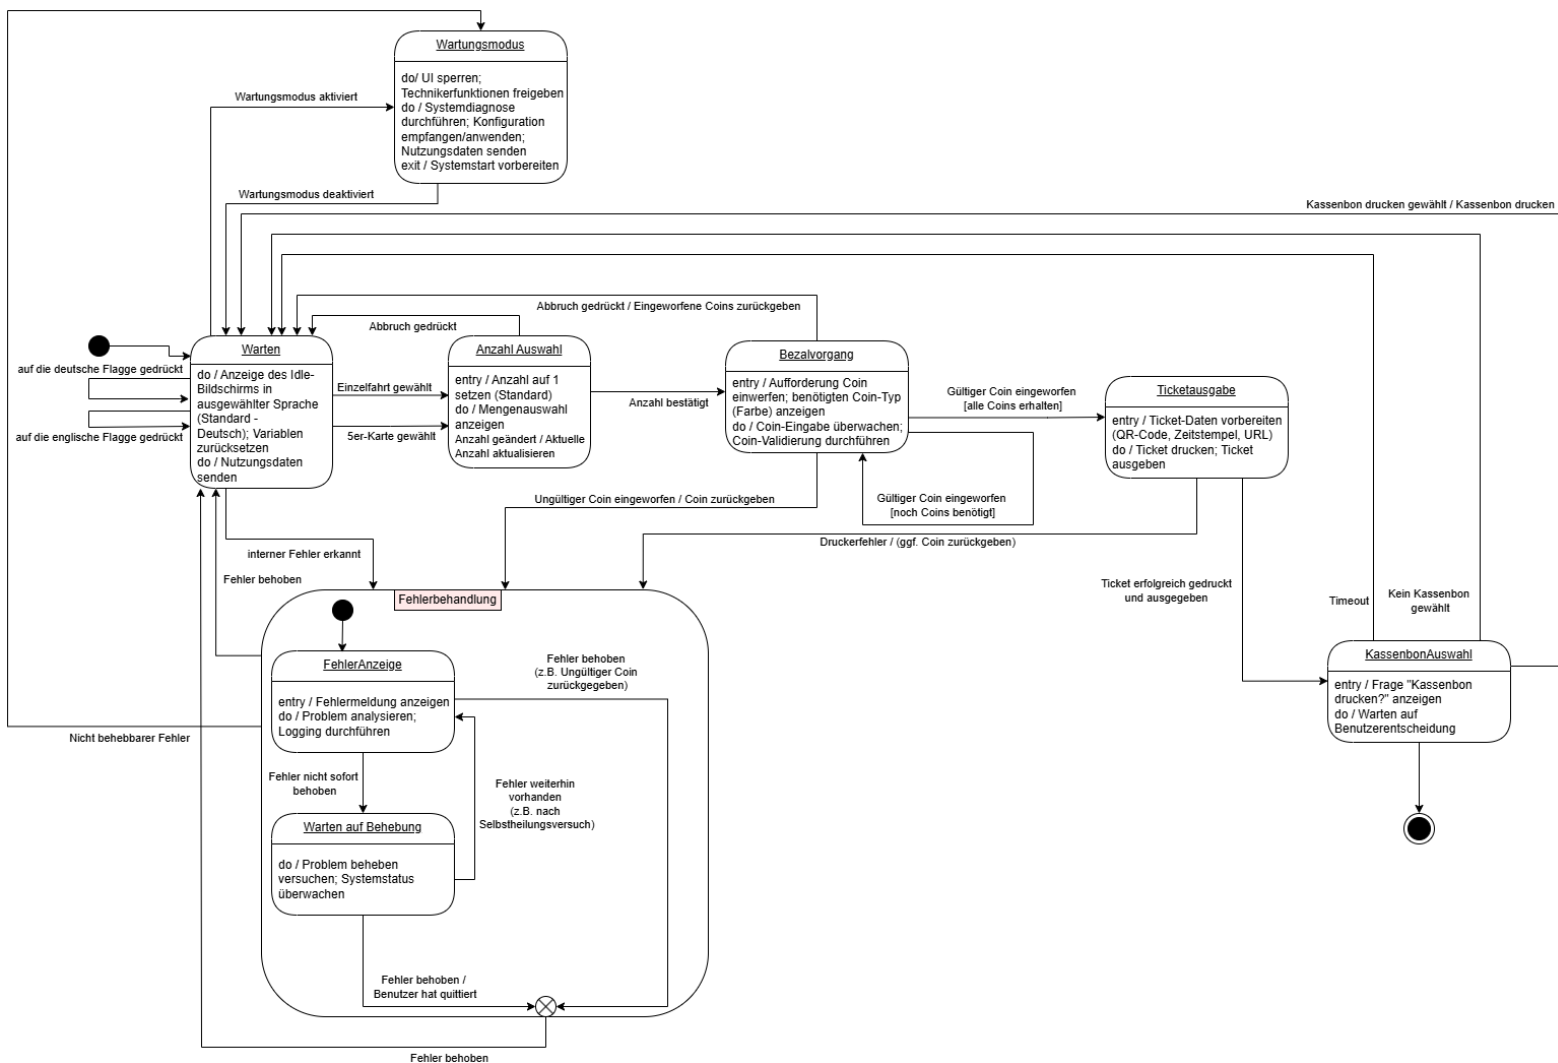 Wartungsmodus
do/ UI sperren;
Technikerfunktionen freigeben
do / Systemdiagnose
durchführen; Konfiguration
empfangen/anwenden;
Nutzungsdaten senden
exit / Systemstart vorbereiten
Wartungsmodus aktiviert
Wartungsmodus deaktiviert
Kassenbon drucken gewählt / Kassenbon drucken
Abbruch gedrückt / Eingeworfene Coins zurückgeben
Abbruch gedrückt
auf die deutsche Flagge gedrückt
auf die englische Flagge gedrückt
Warten
do / Anzeige des Idle-
Bildschirms in
ausgewählter Sprache
(Standard -
Deutsch); Variablen
zurücksetzen
do / Nutzungsdaten
senden
Einzelfahrt gewählt
5er-Karte gewählt
Anzahl Auswahl
entry / Anzahl auf 1
setzen (Standard)
do / Mengenauswahl
anzeigen
Anzahl geändert / Aktuelle
Anzahl aktualisieren
Anzahl bestätigt
Bezalvorgang
entry / Aufforderung Coin
einwerfen; benötigten Coin-Typ
(Farbe) anzeigen
do / Coin-Eingabe überwachen;
Coin-Validierung durchführen
Gültiger Coin eingeworfen
[alle Coins erhalten]
Ticketausgabe
entry / Ticket-Daten vorbereiten
(QR-Code, Zeitstempel, URL)
do / Ticket drucken; Ticket
ausgeben
Ungültiger Coin eingeworfen / Coin zurückgeben
Gültiger Coin eingeworfen
[noch Coins benötigt]
Druckerfehler / (ggf. Coin zurückgeben)
interner Fehler erkannt
Fehler behoben
Ticket erfolgreich gedruckt
und ausgegeben
Timeout
Kein Kassenbon
gewählt
Fehlerbehandlung
FehlerAnzeige
entry / Fehlermeldung anzeigen
do / Problem analysieren;
Logging durchführen
Fehler behoben
(z.B. Ungültiger Coin
zurückgegeben)
KassenbonAuswahl
entry / Frage "Kassenbon
drucken?" anzeigen
do / Warten auf
Benutzerentscheidung
Nicht behebbarer Fehler
Fehler nicht sofort
behoben
Fehler weiterhin
vorhanden
(z.B. nach
Selbstheilungsversuch)
Warten auf Behebung
do / Problem beheben
versuchen; Systemstatus
überwachen
Fehler behoben /
Benutzer hat quittiert
Fehler behoben